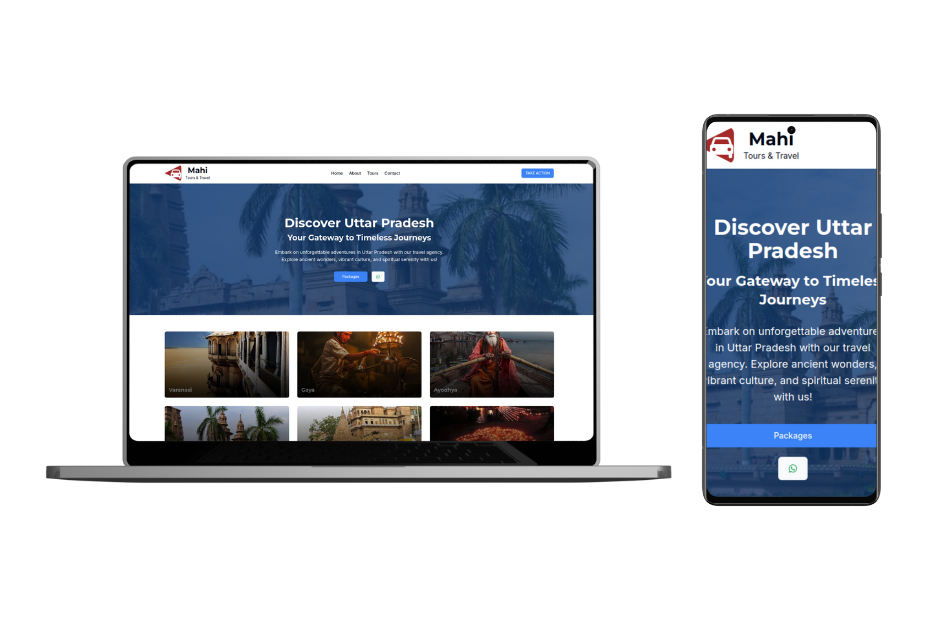 Mahi
Tours & Travel
Home About Tours Contact
TAKE ACTION
Discover Uttar Pradesh
Your Gateway to Timeless Journeys
Embark on unforgettable adventures in Uttar Pradesh with our travel agency.
Explore ancient wonders, vibrant culture, and spiritual serenity with us!
Packages
Varanasi
Gaya
Ayodhya
Mahi
Tours & Travel
Discover Uttar
Pradesh
our Gateway to Timeles
Journeys
mbark on unforgettable adventure
in Uttar Pradesh with our travel
agency. Explore ancient wonders,
ibrant culture, and spiritual serenit
with us!
Packages